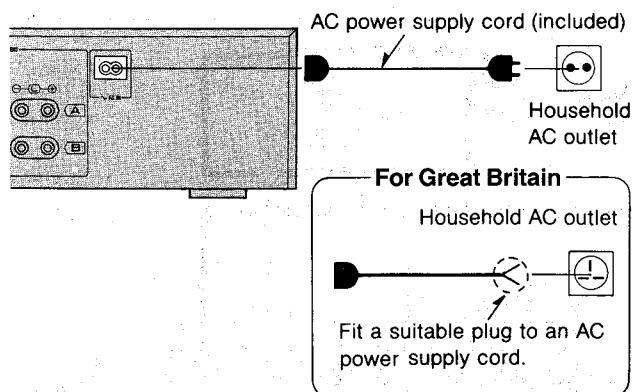 AC power supply cord (included)
L
A
B
Household
AC outlet
For Great Britain
Household AC outlet
Fit a suitable plug to an AC
power supply cord.